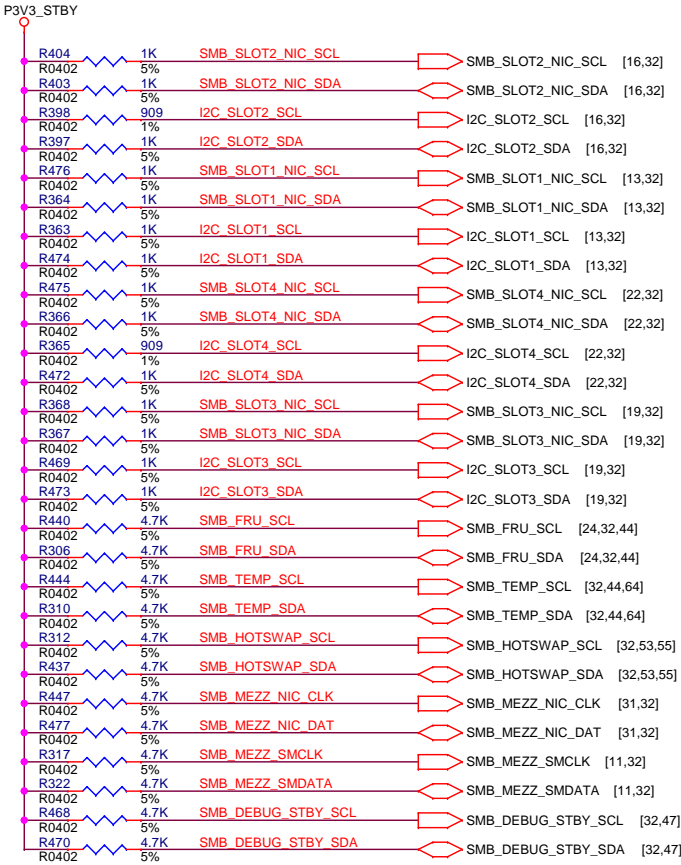 P3V3_STBY
R404 1K SMB_SLOT2_NIC_SCL
R0402 5% SMB_SLOT2_NIC_SCL [16,32]
R403 1K SMB_SLOT2_NIC_SDA
R0402 5% SMB_SLOT2_NIC_SDA [16,32]
R398 909 I2C_SLOT2_SCL
R0402 1% I2C_SLOT2_SCL [16,32]
R397 1K I2C_SLOT2_SDA
R0402 5% I2C_SLOT2_SDA [16,32]
R476 1K SMB_SLOT1_NIC_SCL
R0402 5% SMB_SLOT1_NIC_SCL [13,32]
R364 1K SMB_SLOT1_NIC_SDA
R0402 5% SMB_SLOT1_NIC_SDA [13,32]
R363 1K I2C_SLOT1_SCL
R0402 5% I2C_SLOT1_SCL [13,32]
R474 1K I2C_SLOT1_SDA
R0402 5% I2C_SLOT1_SDA [13,32]
R475 1K SMB_SLOT4_NIC_SCL
R0402 5% SMB_SLOT4_NIC_SCL [22,32]
R366 1K SMB_SLOT4_NIC_SDA
R0402 5% SMB_SLOT4_NIC_SDA [22,32]
R365 909 I2C_SLOT4_SCL
R0402 1% I2C_SLOT4_SCL [22,32]
R472 1K I2C_SLOT4_SDA
R0402 5% I2C_SLOT4_SDA [22,32]
R368 1K SMB_SLOT3_NIC_SCL
R0402 5% SMB_SLOT3_NIC_SCL [19,32]
R367 1K SMB_SLOT3_NIC_SDA
R0402 5% SMB_SLOT3_NIC_SDA [19,32]
R469 1K I2C_SLOT3_SCL
R0402 5% I2C_SLOT3_SCL [19,32]
R473 1K I2C_SLOT3_SDA
R0402 5% I2C_SLOT3_SDA [19,32]
R440 4.7K SMB_FRU_SCL
R0402 5% SMB_FRU_SCL [24,32,44]
R306 4.7K SMB_FRU_SDA
R0402 5% SMB_FRU_SDA [24,32,44]
R444 4.7K SMB_TEMP_SCL
R0402 5% SMB_TEMP_SCL [32,44,64]
R310 4.7K SMB_TEMP_SDA
R0402 5% SMB_TEMP_SDA [32,44,64]
R312 4.7K SMB_HOTSWAP_SCL
R0402 5% SMB_HOTSWAP_SCL [32,53,55]
R437 4.7K SMB_HOTSWAP_SDA
R0402 5% SMB_HOTSWAP_SDA [32,53,55]
R447 4.7K SMB_MEZZ_NIC_CLK
R0402 5% SMB_MEZZ_NIC_CLK [31,32]
R477 4.7K SMB_MEZZ_NIC_DAT
R0402 5% SMB_MEZZ_NIC_DAT [31,32]
R317 4.7K SMB_MEZZ_SMCLK
R0402 5% SMB_MEZZ_SMCLK [11,32]
R322 4.7K SMB_MEZZ_SMDATA
R0402 5% SMB_MEZZ_SMDATA [11,32]
R468 4.7K SMB_DEBUG_STBY_SCL
R0402 5% SMB_DEBUG_STBY_SCL [32,47]
R470 4.7K SMB_DEBUG_STBY_SDA
R0402 5% SMB_DEBUG_STBY_SDA [32,47]